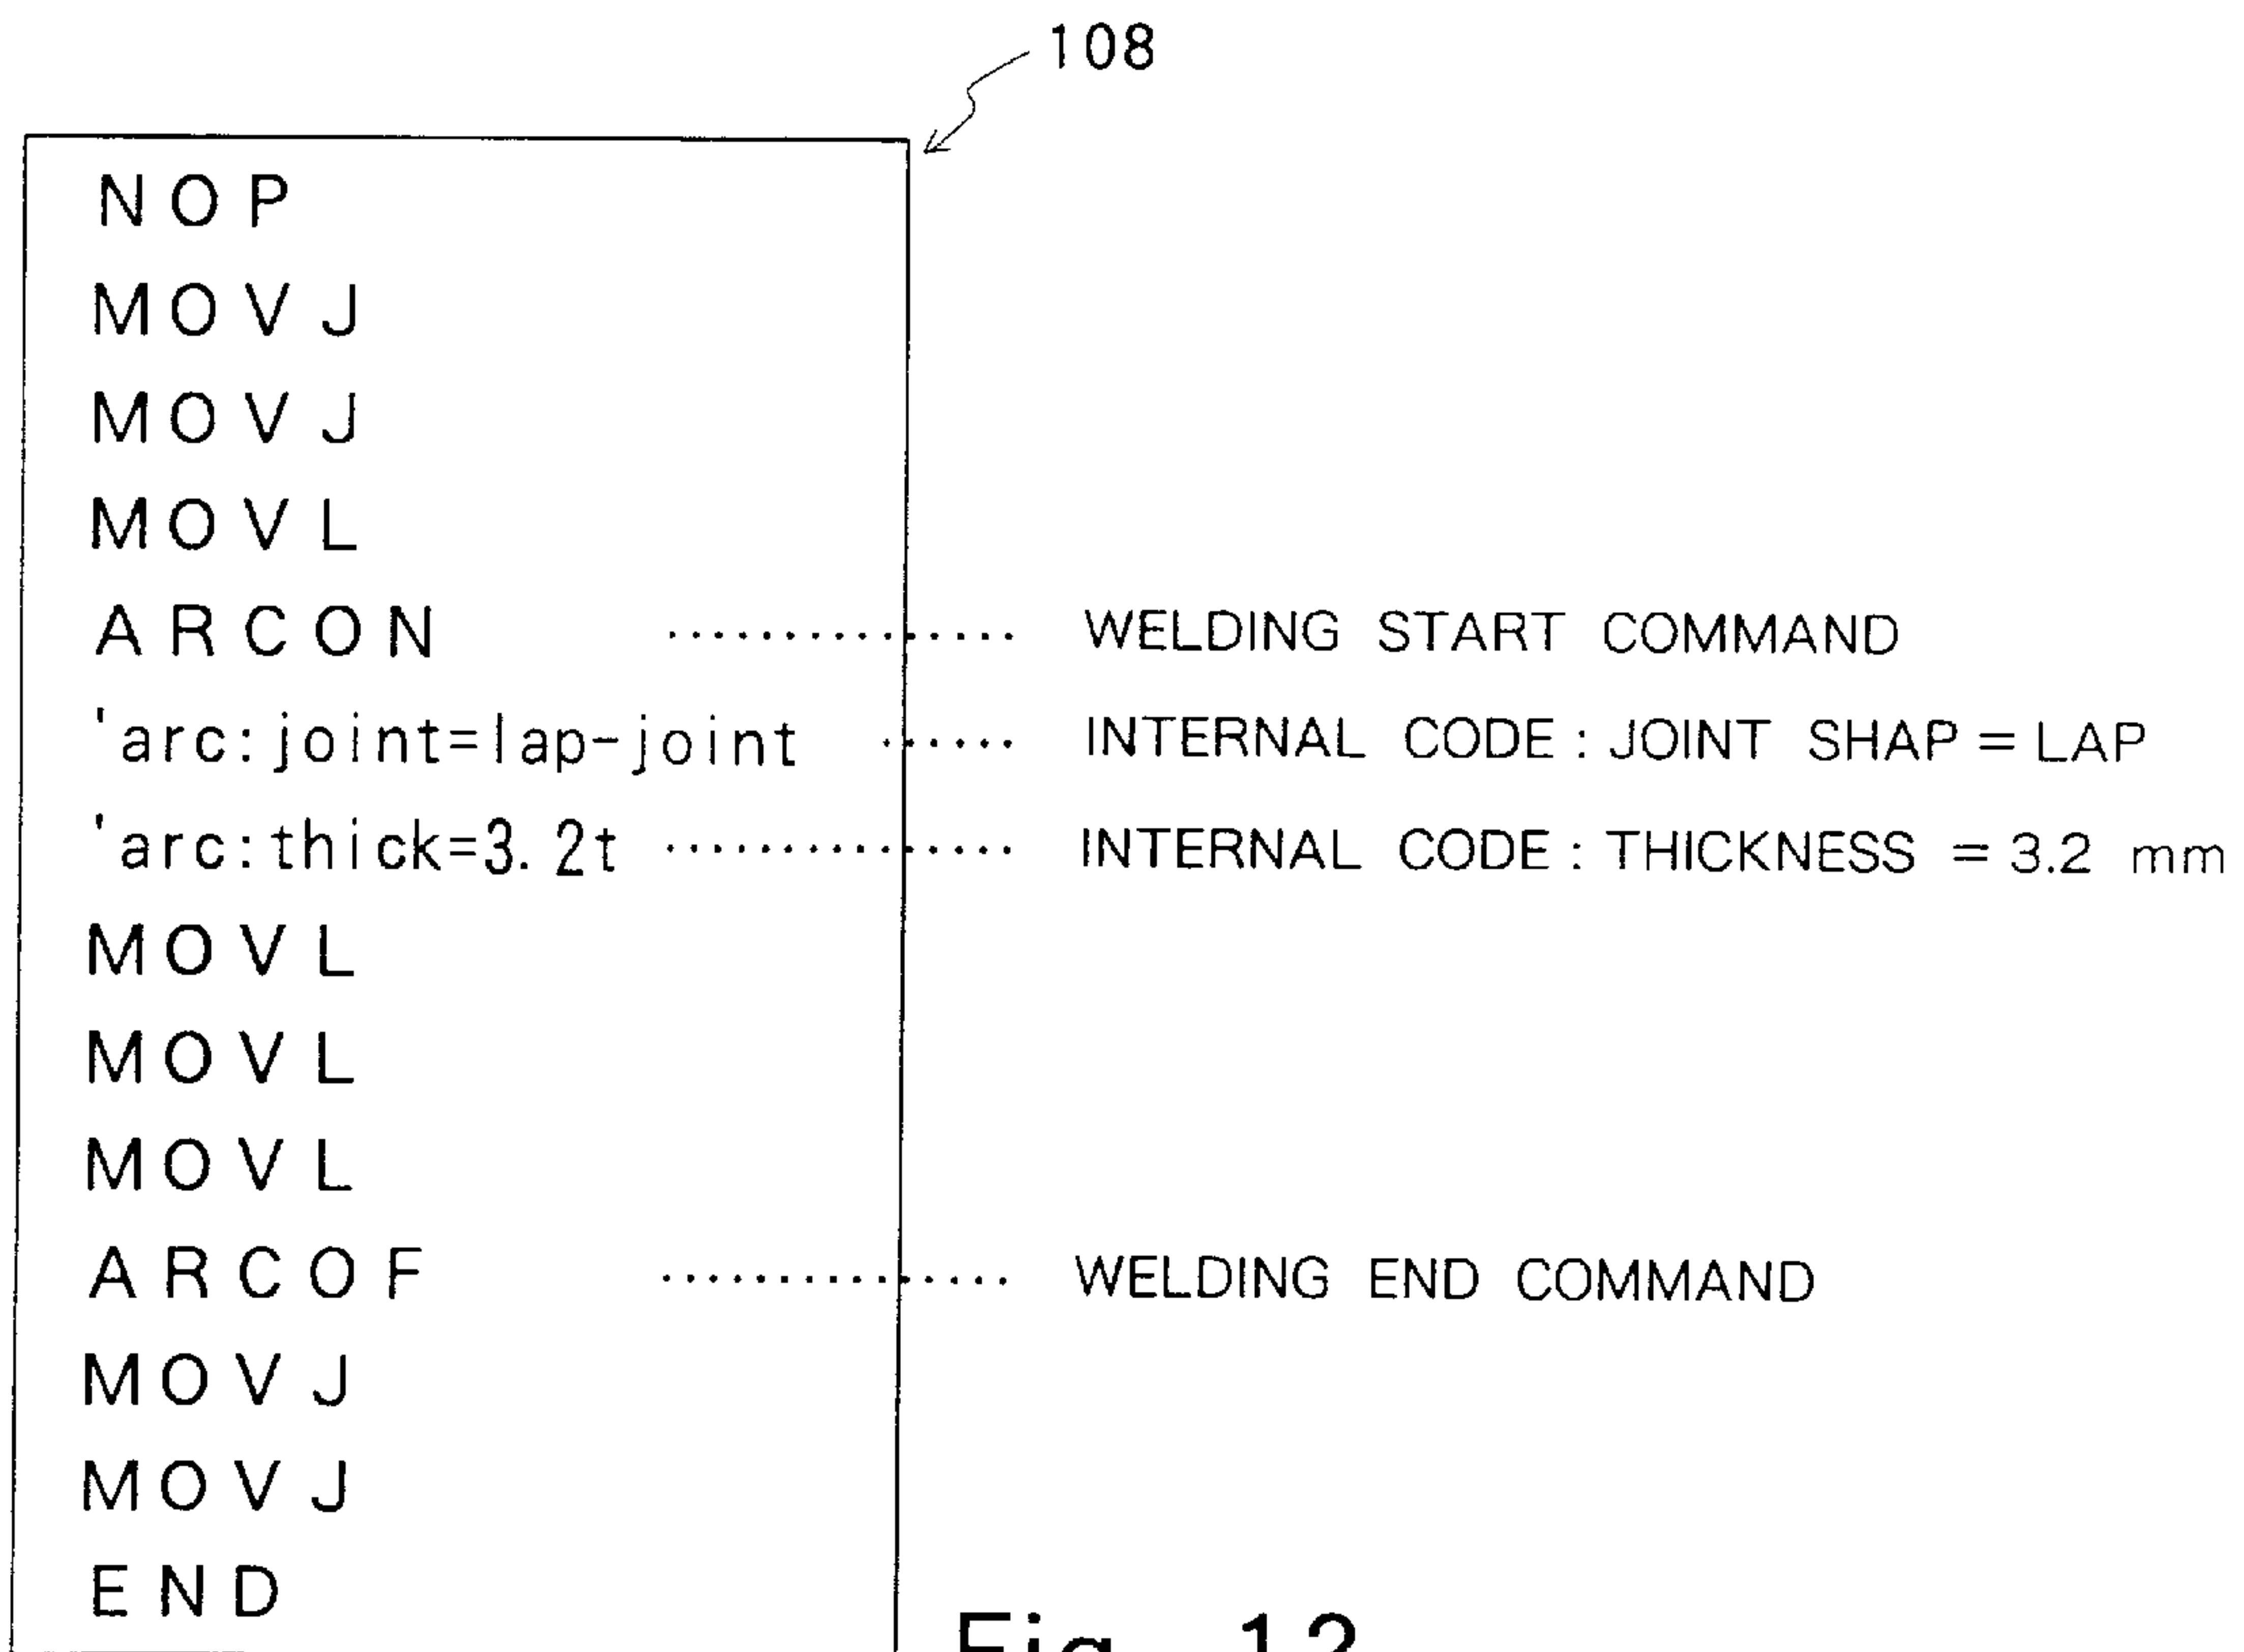 108
NOP
MOVJ
MOVJ
MOVL
ARCON ............... WELDING START COMMAND
'arc:joint=lap-joint ...... INTERNAL CODE : JOINT SHAP = LAP
'arc:thick=3.2t ............... INTERNAL CODE : THICKNESS = 3.2 mm
MOVL
MOVL
MOVL
ARCOF ............... WELDING END COMMAND
MOVJ
MOVJ
END
Fig. 12